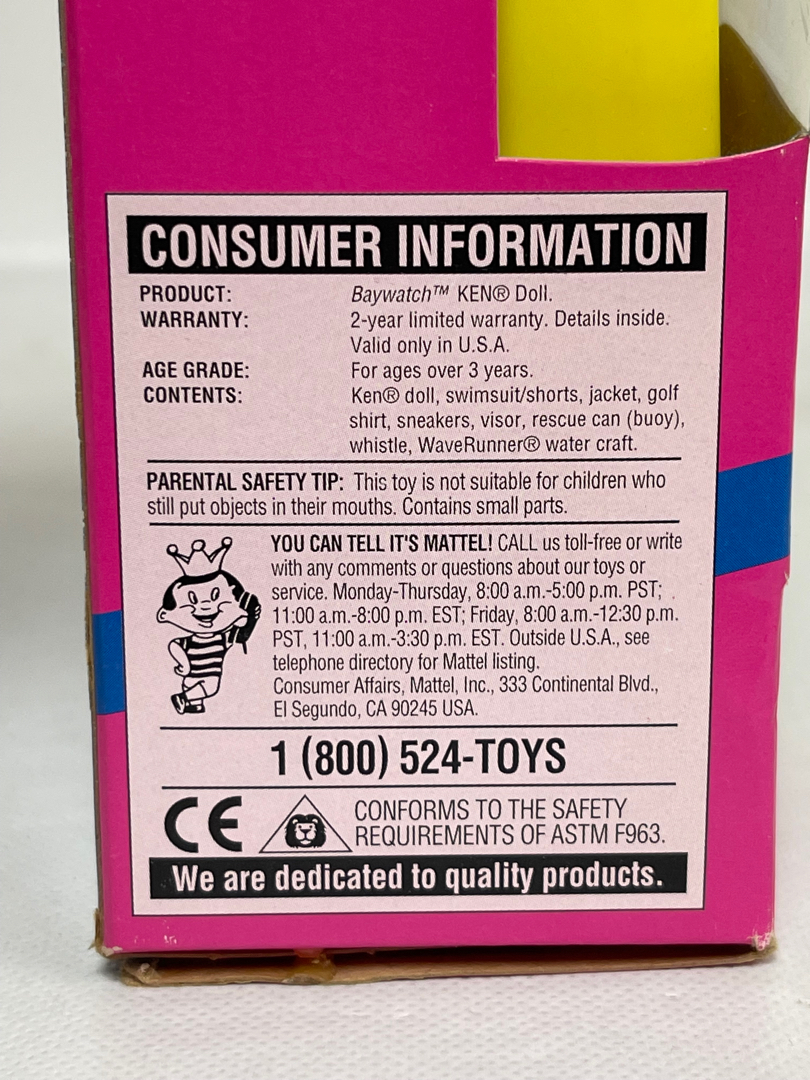 CONSUMER INFORMATION
PRODUCT: Baywatch™ KEN® Doll.
WARRANTY: 2-year limited warranty. Details inside.
Valid only in U.S.A.
AGE GRADE: For ages over 3 years.
CONTENTS: Ken® doll, swimsuit/shorts, jacket, golf
shirt, sneakers, visor, rescue can (buoy),
whistle, WaveRunner® water craft.
PARENTAL SAFETY TIP: This toy is not suitable for children who
still put objects in their mouths. Contains small parts.
YOU CAN TELL IT'S MATTEL! CALL us toll-free or write
with any comments or questions about our toys or
service. Monday-Thursday, 8:00 a.m.-5:00 p.m. PST;
11:00 a.m.-8:00 p.m. EST; Friday, 8:00 a.m.-12:30 p.m.
PST, 11:00 a.m.-3:30 p.m. EST. Outside U.S.A., see
telephone directory for Mattel listing.
Consumer Affairs, Mattel, Inc., 333 Continental Blvd.,
El Segundo, CA 90245 USA.
1 (800) 524-TOYS
CE CONFORMS TO THE SAFETY
REQUIREMENTS OF ASTM F963.
We are dedicated to quality products.